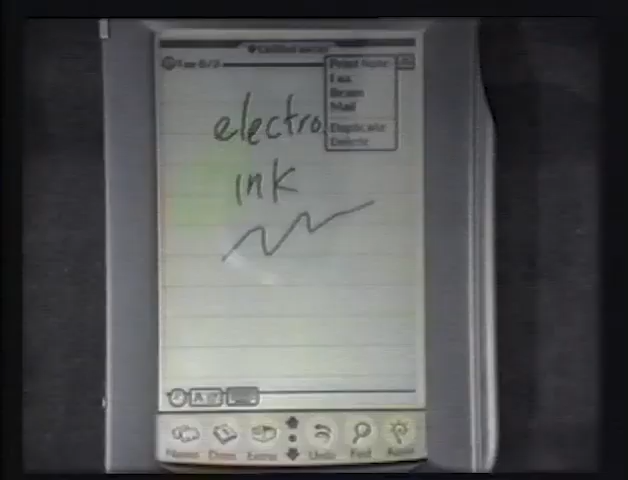 Print Note
Fax
Beam
Mail
electro
Duplicate
Delete
ink
Names Dates Extras Undo Find Assist